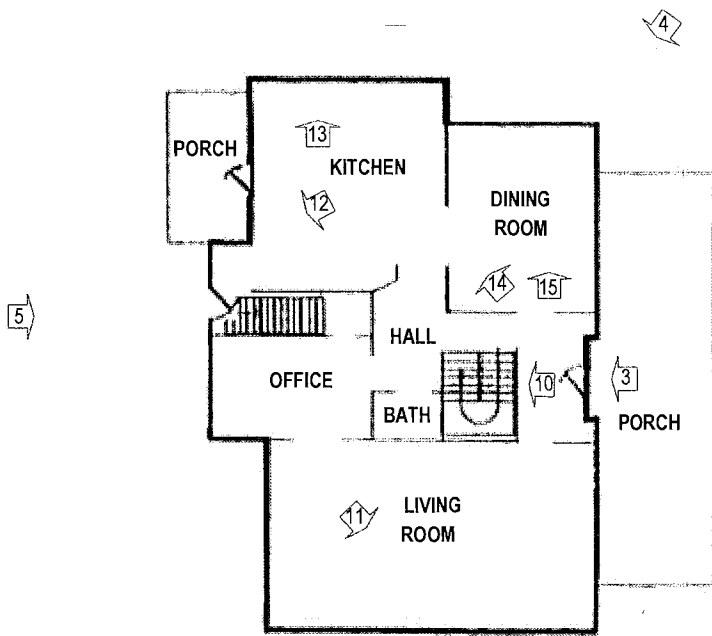 4
13
PORCH
KITCHEN
12
DINING
ROOM
14
15
5
HALL
OFFICE
10
3
BATH
PORCH
11
LIVING
ROOM